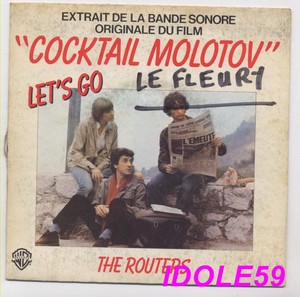 EXTRAIT DE LA BANDE SONORE
ORIGINALE DU FILM
"COCKTAIL MOLOTOV"
LET'S GO
LE FLEURY
L'EMEUTE
THE ROUTERS
IDOLE59